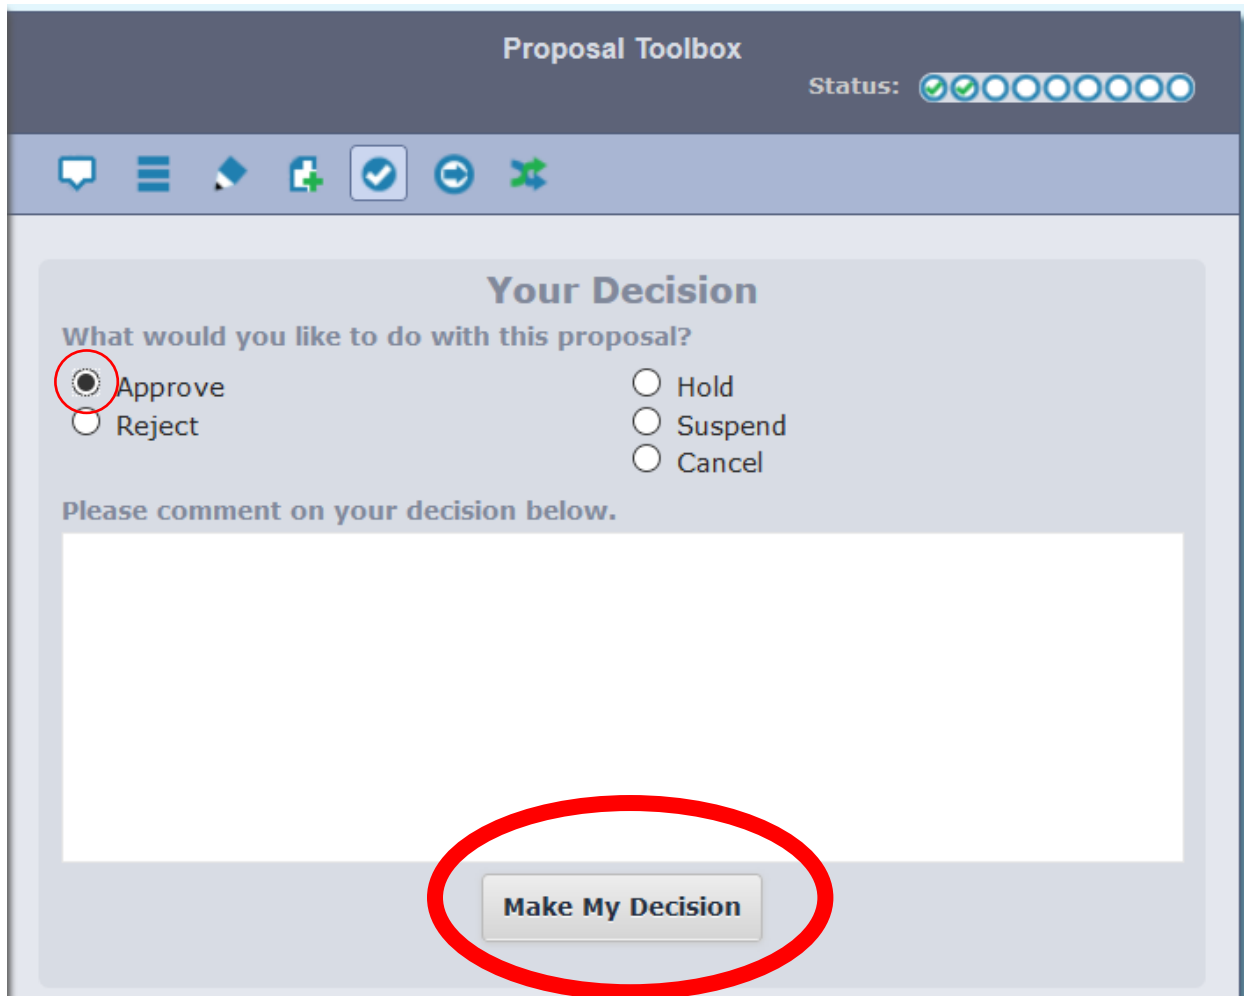 Proposal Toolbox
Status:
Your Decision
What would you like to do with this proposal?
Approve
Hold
Reject
Suspend
Cancel
Please comment on your decision below.
Make My Decision